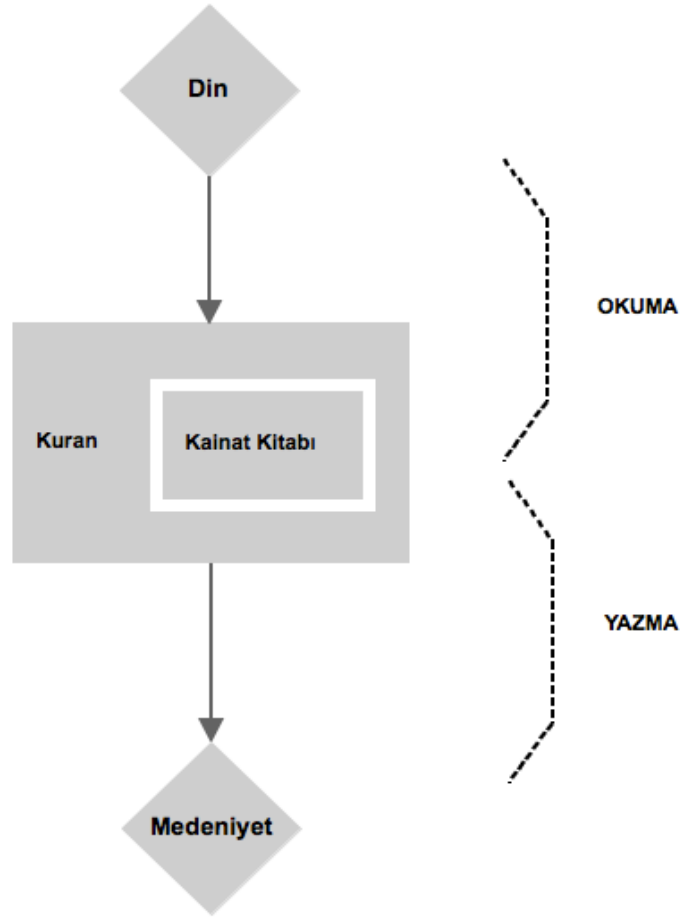 Din
OKUMA
Kuran
Kainat Kitabı
YAZMA
Medeniyet